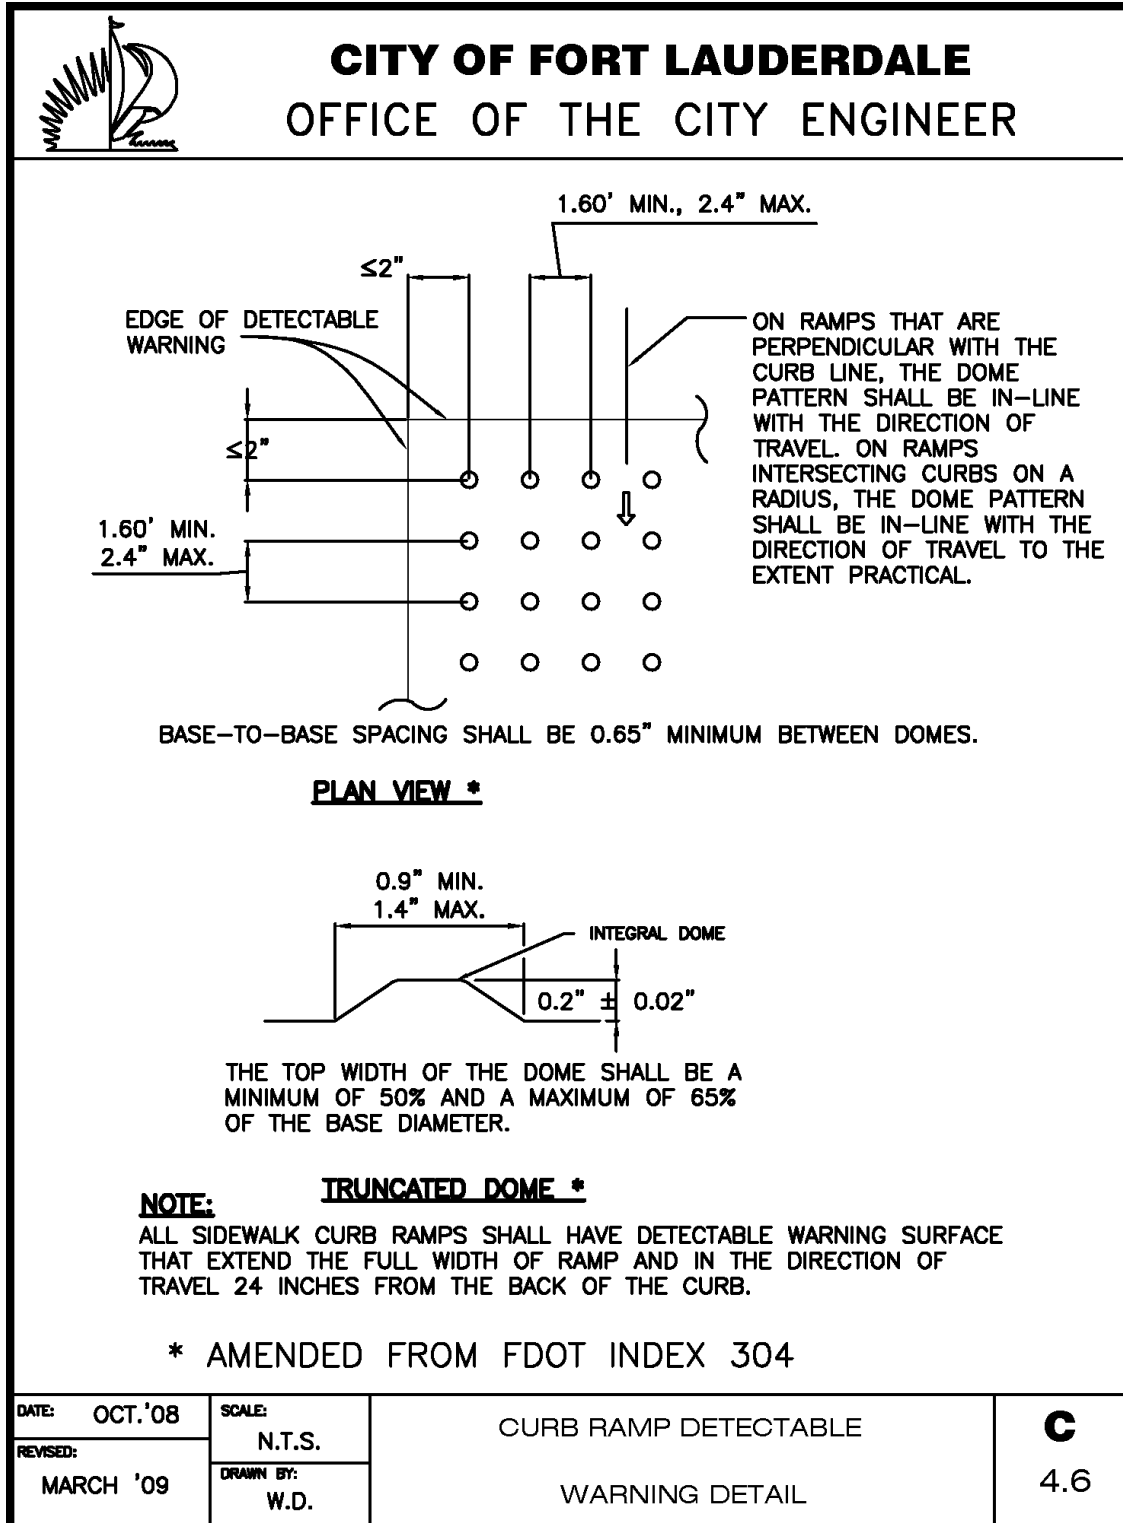 CITY OF FORT LAUDERDALE
OFFICE OF THE CITY ENGINEER
1.60' MIN., 2.4" MAX.
≤2"
EDGE OF DETECTABLE
WARNING
ON RAMPS THAT ARE
PERPENDICULAR WITH THE
CURB LINE, THE DOME
PATTERN SHALL BE IN-LINE
WITH THE DIRECTION OF
TRAVEL. ON RAMPS
INTERSECTING CURBS ON A
RADIUS, THE DOME PATTERN
SHALL BE IN-LINE WITH THE
DIRECTION OF TRAVEL TO THE
EXTENT PRACTICAL.
≤2"
1.60' MIN.
2.4" MAX.
BASE-TO-BASE SPACING SHALL BE 0.65" MINIMUM BETWEEN DOMES.
PLAN VIEW *
0.9" MIN.
1.4" MAX.
INTEGRAL DOME
0.2" ± 0.02"
THE TOP WIDTH OF THE DOME SHALL BE A
MINIMUM OF 50% AND A MAXIMUM OF 65%
OF THE BASE DIAMETER.
TRUNCATED DOME *
NOTE:
ALL SIDEWALK CURB RAMPS SHALL HAVE DETECTABLE WARNING SURFACE
THAT EXTEND THE FULL WIDTH OF RAMP AND IN THE DIRECTION OF
TRAVEL 24 INCHES FROM THE BACK OF THE CURB.
* AMENDED FROM FDOT INDEX 304
DATE: OCT.'08
REVISED:
MARCH '09
SCALE:
N.T.S.
DRAWN BY:
W.D.
CURB RAMP DETECTABLE
WARNING DETAIL
C
4.6